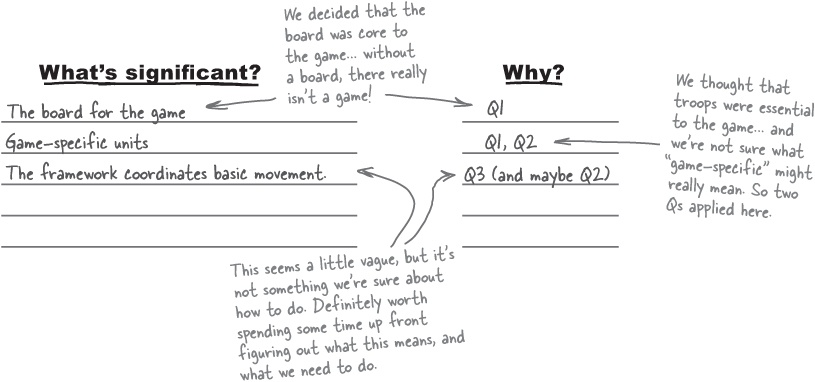 We decided that the
board was core to
the game... without
a board, there really
isn't a game!
What's significant?
Why?
The board for the game
Q1
Game-specific units
Q1, Q2
The framework coordinates basic movement.
Q3 (and maybe Q2)
We thought that
troops were essential
to the game... and
we're not sure what
"game-specific" might
really mean. So two
Qs applied here.
This seems a little vague, but it's
not something we're sure about
how to do. Definitely worth
spending some time up front
figuring out what this means, and
what we need to do.